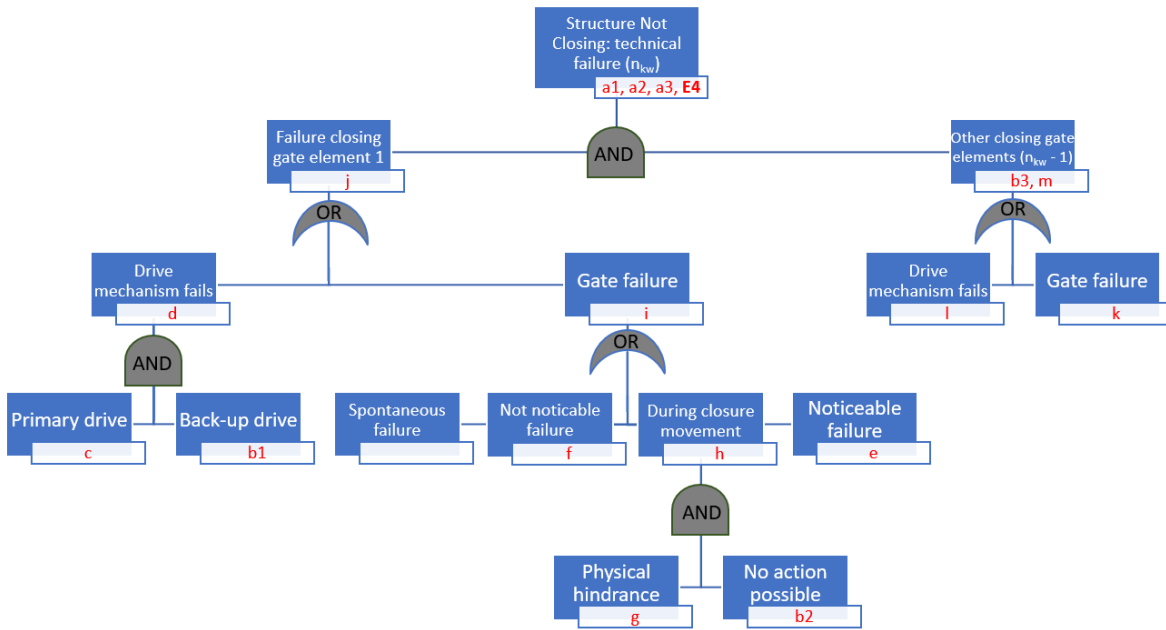 Structure Not
Closing: technical
failure (nkw)
a1, a2, a3, E4
Failure closing
gate element 1
j
AND
Other closing gate
elements (nkw - 1)
b3, m
OR
OR
Drive
mechanism fails
d
Gate failure
i
Drive
mechanism fails
l
Gate failure
k
AND
OR
Primary drive
c
Back-up drive
b1
Spontaneous
failure
Not noticable
failure
f
During closure
movement
h
Noticeable
failure
e
AND
Physical
hindrance
g
No action
possible
b2